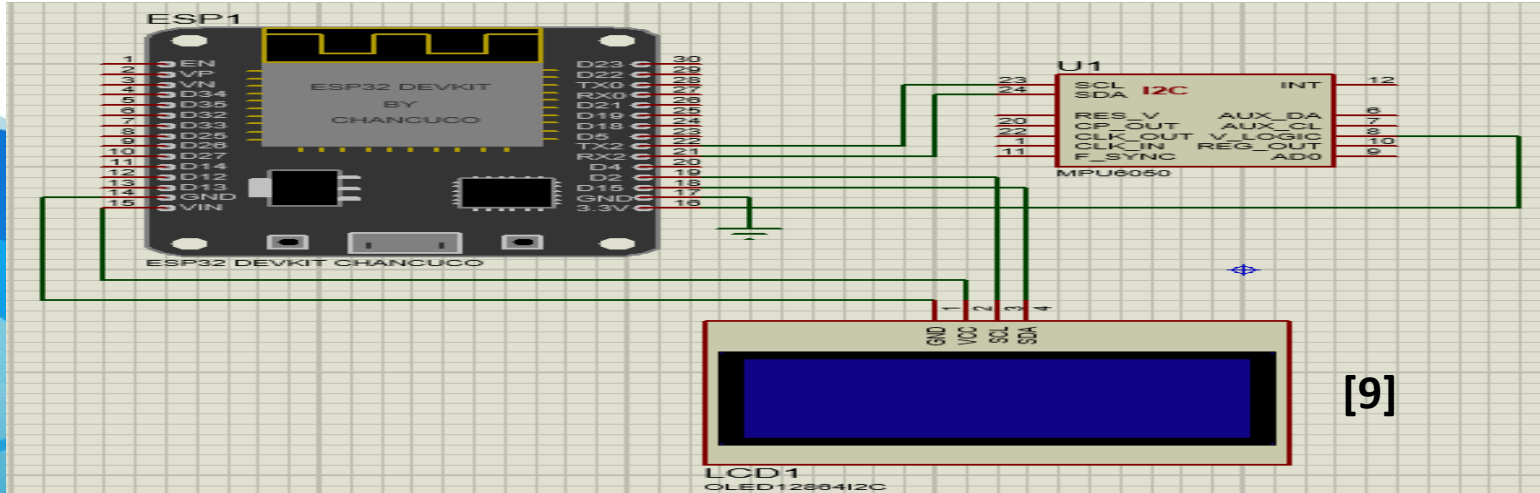 ESP1
1 EN
2 VP
3 VN
4 D34
5 D35
6 D32
7 D33
8 D25
9 D26
10 D27
11 D14
12 D12
13 D13
14 GND
15 VIN
ESP32 DEVKIT
BY
CHANCUCO
D23 30
D22 29
TX0 28
RX0 27
D21 26
D19 25
D18 24
D5 23
TX2 22
RX2 21
D4 20
D2 19
D15 18
GND 17
3.3V 16
ESP32 DEVKIT CHANCUCO
U1
23 SCL
24 SDA
I2C
RES_V
20 CP_OUT
22 CLK_OUT
1 CLK_IN
11 F_SYNC
INT 12
AUX_DA 6
AUX_CL 7
V_LOGIC 8
REG_OUT 10
AD0 9
MPU6050
1 GND
2 VCC
3 SCL
4 SDA
[9]
LCD1
OLED12864I2C